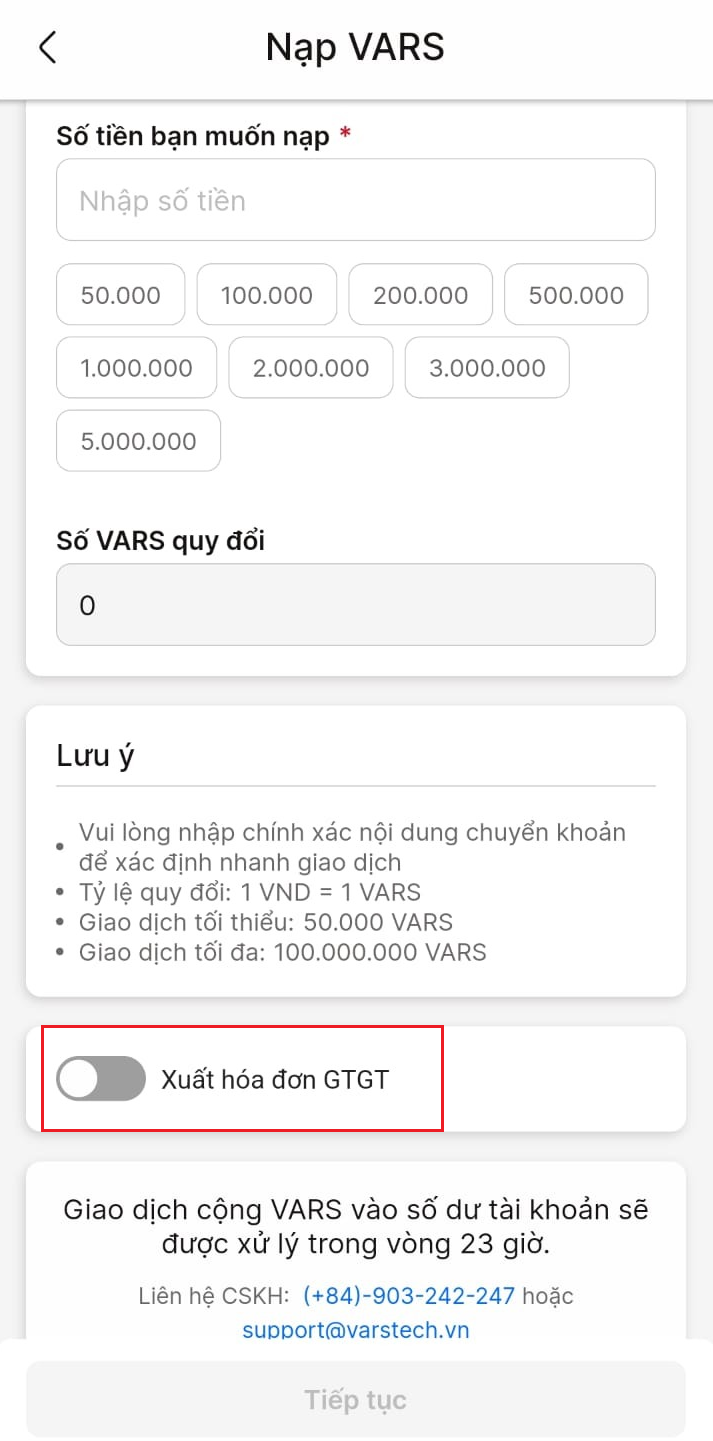 Nạp VARS
Số tiền bạn muốn nạp *
Nhập số tiền
50.000 100.000 200.000 500.000
1.000.000 2.000.000 3.000.000
5.000.000
Số VARS quy đổi
0
Lưu ý
• Vui lòng nhập chính xác nội dung chuyển khoản
để xác định nhanh giao dịch
• Tỷ lệ quy đổi: 1 VND = 1 VARS
• Giao dịch tối thiểu: 50.000 VARS
• Giao dịch tối đa: 100.000.000 VARS
Xuất hóa đơn GTGT
Giao dịch cộng VARS vào số dư tài khoản sẽ
được xử lý trong vòng 23 giờ.
Liên hệ CSKH: (+84)-903-242-247 hoặc
support@varstech.vn
Tiếp tục